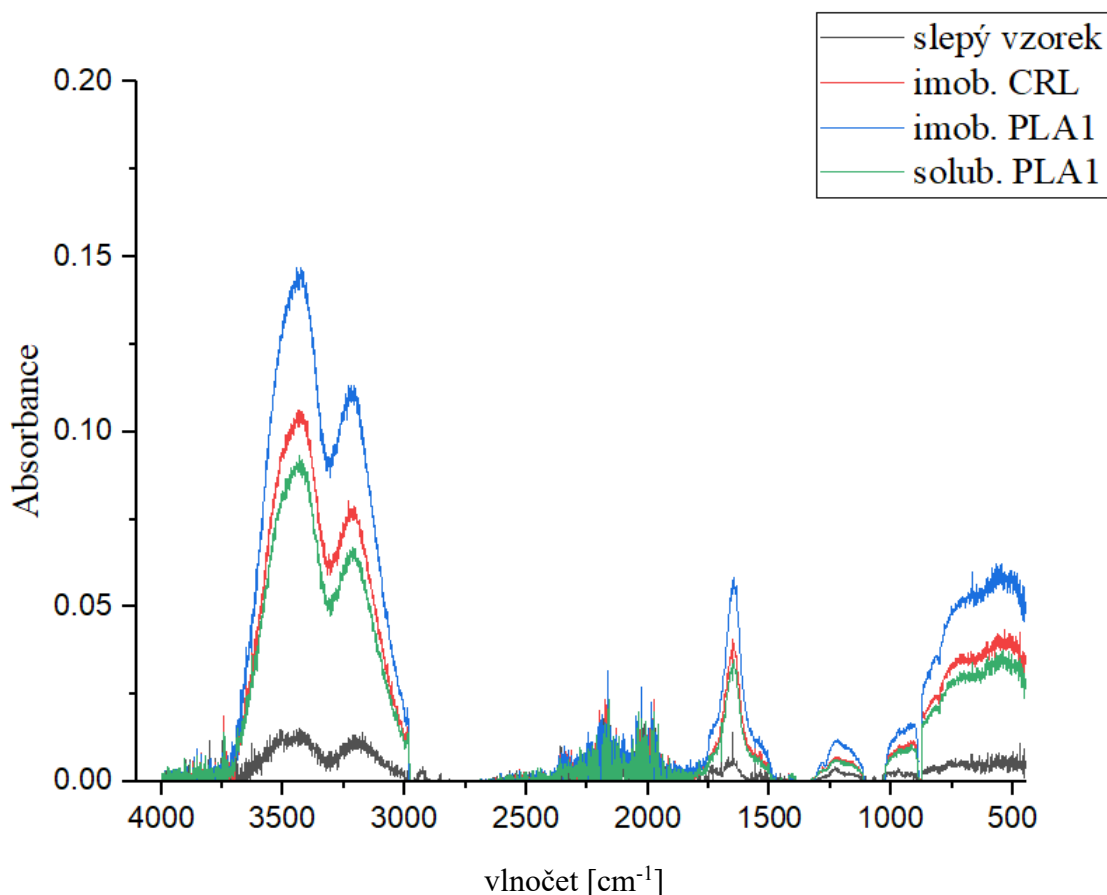 slepý vzorek
imob. CRL
imob. PLA1
solub. PLA1
0.20
0.15
0.10
0.05
0.00
Absorbance
4000 3500 3000 2500 2000 1500 1000 500
vlnočet [cm⁻¹]